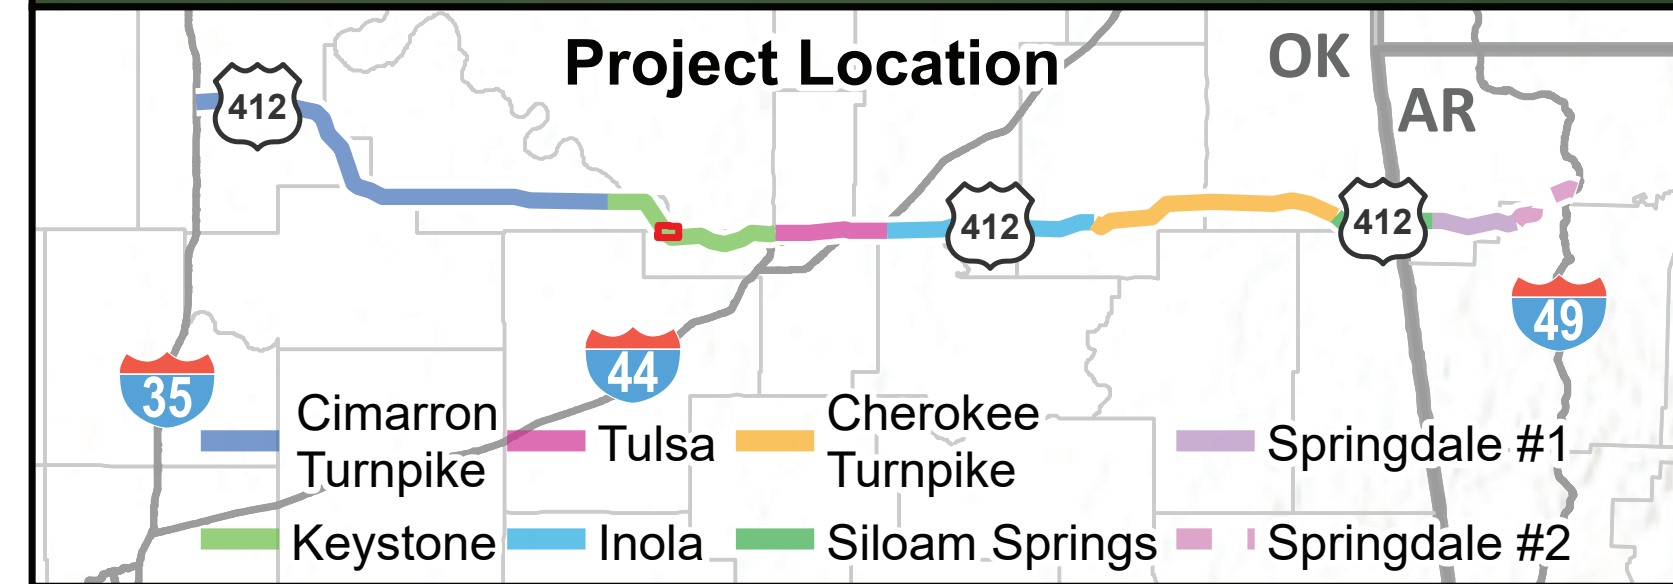 Project Location
OK
AR
412
412
412
35
44
49
Cimarron
Turnpike
Keystone
Tulsa
Inola
Cherokee
Turnpike
Siloam Springs
Springdale #1
Springdale #2